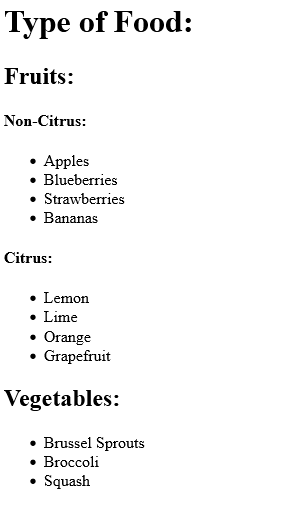 Type of Food:
Fruits:
Non-Citrus:
• Apples
• Blueberries
• Strawberries
• Bananas
Citrus:
• Lemon
• Lime
• Orange
• Grapefruit
Vegetables:
• Brussel Sprouts
• Broccoli
• Squash